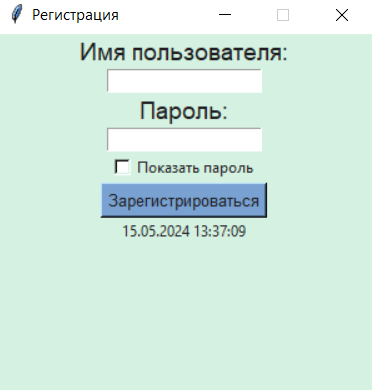 Регистрация
Имя пользователя:
Пароль:
Показать пароль
Зарегистрироваться
15.05.2024 13:37:09